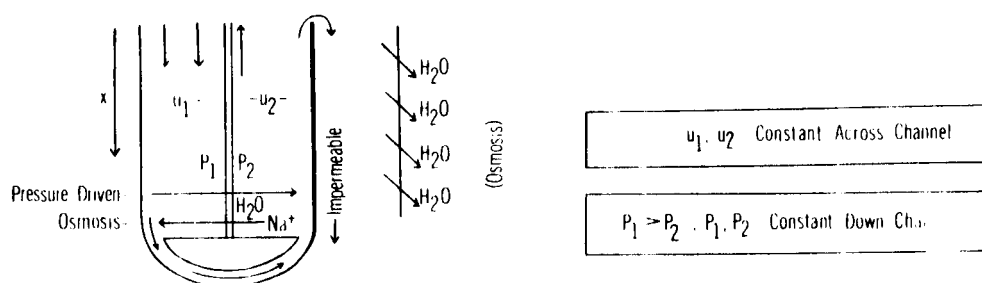 x
u₁
u₂
P₁ P₂
Pressure Driven
H₂O
Osmosis
Na⁺
Impermeable
H₂O
H₂O
H₂O
H₂O
(Osmosis)
u₁, u₂ Constant Across Channel
P₁ > P₂ , P₁, P₂ Constant Down